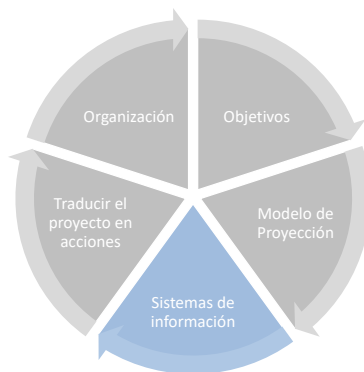 Organización
Objetivos
Modelo de
Proyección
Sistemas de
información
Traducir el
proyecto en
acciones